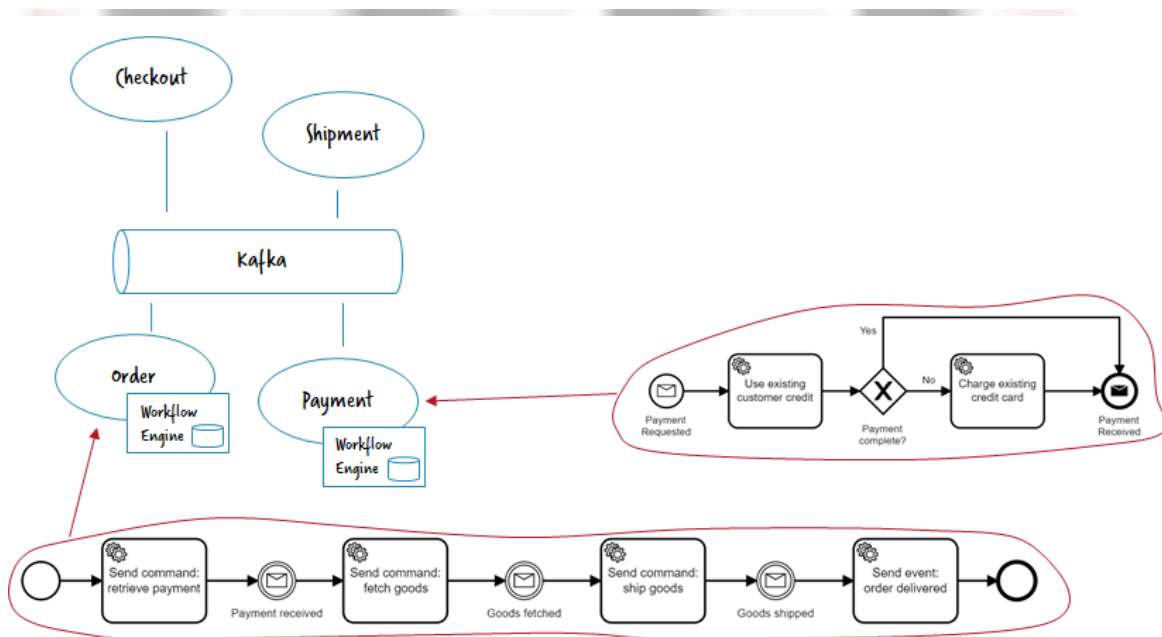 Checkout
Shipment
Kafka
Order
Workflow
Engine
Payment
Workflow
Engine
Yes
Use existing
customer credit
No
Charge existing
credit card
Payment
Requested
Payment
complete?
Payment
Received
Send command:
retrieve payment
Payment received
Send command:
fetch goods
Goods fetched
Send command:
ship goods
Goods shipped
Send event:
order delivered